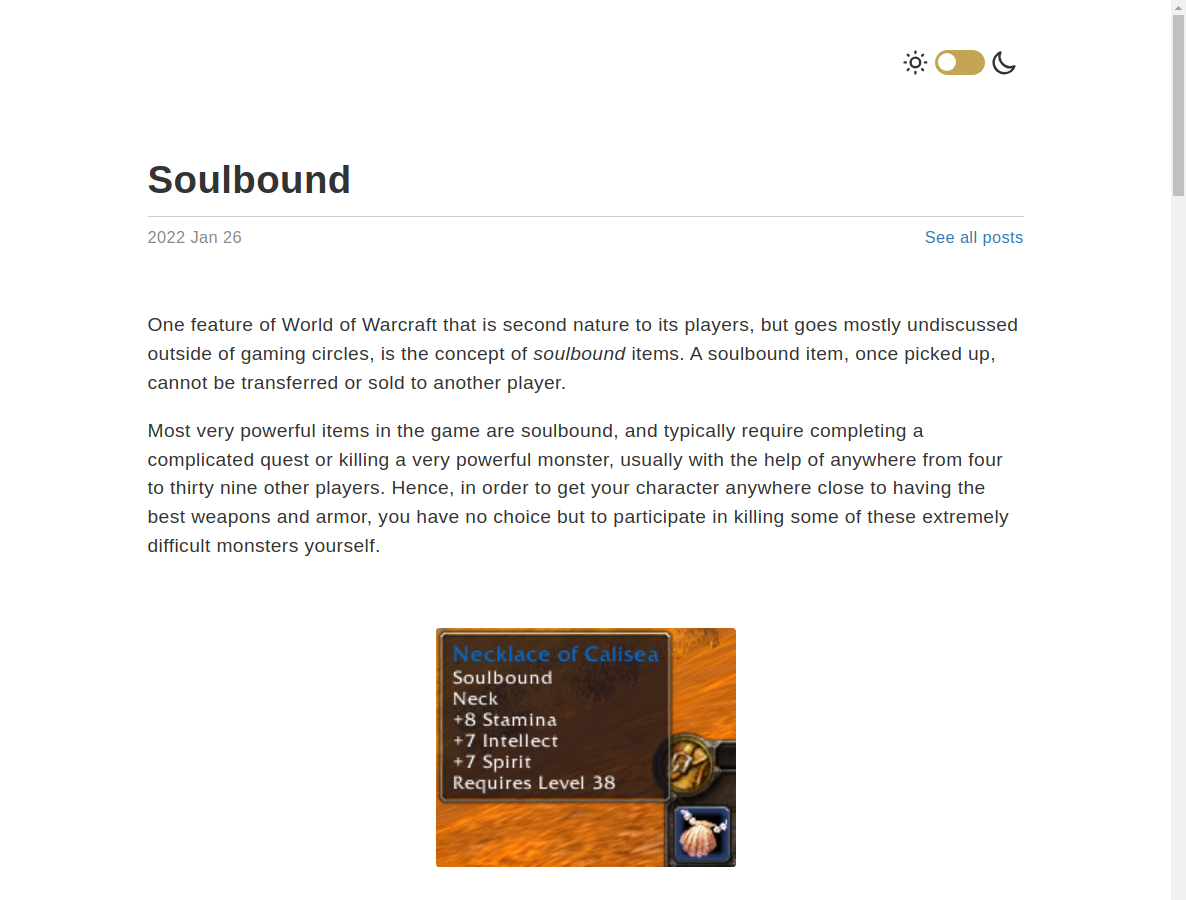 Soulbound
2022 Jan 26
See all posts
One feature of World of Warcraft that is second nature to its players, but goes mostly undiscussed
outside of gaming circles, is the concept of soulbound items. A soulbound item, once picked up,
cannot be transferred or sold to another player.
Most very powerful items in the game are soulbound, and typically require completing a
complicated quest or killing a very powerful monster, usually with the help of anywhere from four
to thirty nine other players. Hence, in order to get your character anywhere close to having the
best weapons and armor, you have no choice but to participate in killing some of these extremely
difficult monsters yourself.
Necklace of Calisea
Soulbound
Neck
+8 Stamina
+7 Intellect
+7 Spirit
Requires Level 38